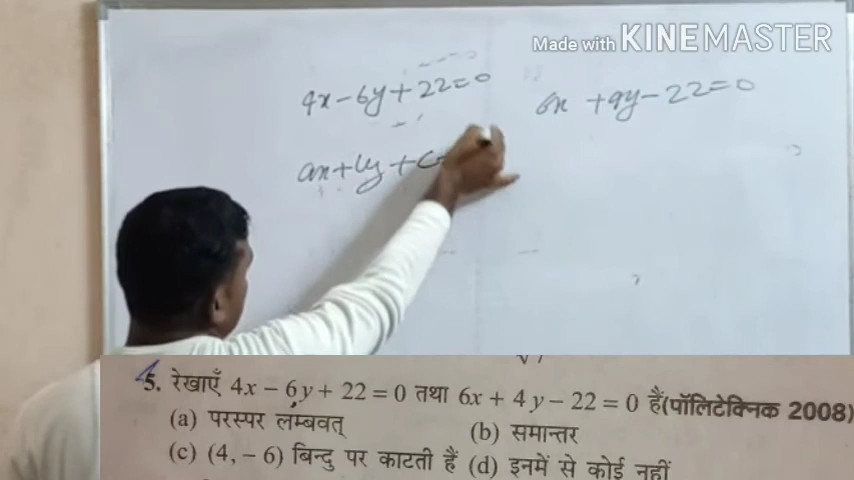 Made with KINEMASTER
4x - 6y + 22 = 0
6x + 9y - 22 = 0
ax + by + c
5. रेखाएँ 4x − 6y + 22 = 0 तथा 6x + 4y − 22 = 0 हैं(पॉलिटेक्निक 2008)
(a) परस्पर लम्बवत्
(b) समान्तर
(c) (4, − 6) बिन्दु पर काटती हैं (d) इनमें से कोई नहीं